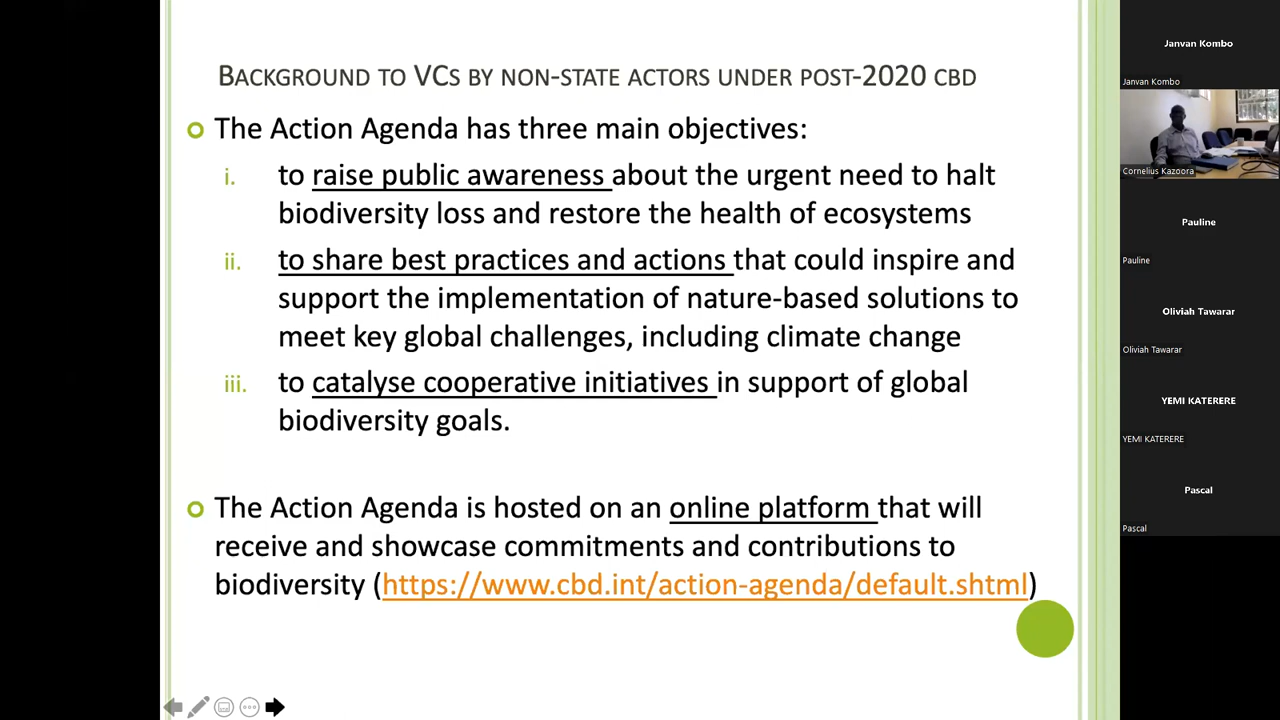 BACKGROUND TO VCS BY NON-STATE ACTORS UNDER POST-2020 CBD
The Action Agenda has three main objectives:
i. to raise public awareness about the urgent need to halt
biodiversity loss and restore the health of ecosystems
ii. to share best practices and actions that could inspire and
support the implementation of nature-based solutions to
meet key global challenges, including climate change
iii. to catalyse cooperative initiatives in support of global
biodiversity goals.
The Action Agenda is hosted on an online platform that will
receive and showcase commitments and contributions to
biodiversity (https://www.cbd.int/action-agenda/default.shtml)
Janvan Kombo
Janvan Kombo
Cornelius Kazoora
Pauline
Pauline
Oliviah Tawarar
Oliviah Tawarar
YEMI KATERERE
YEMI KATERERE
Pascal
Pascal